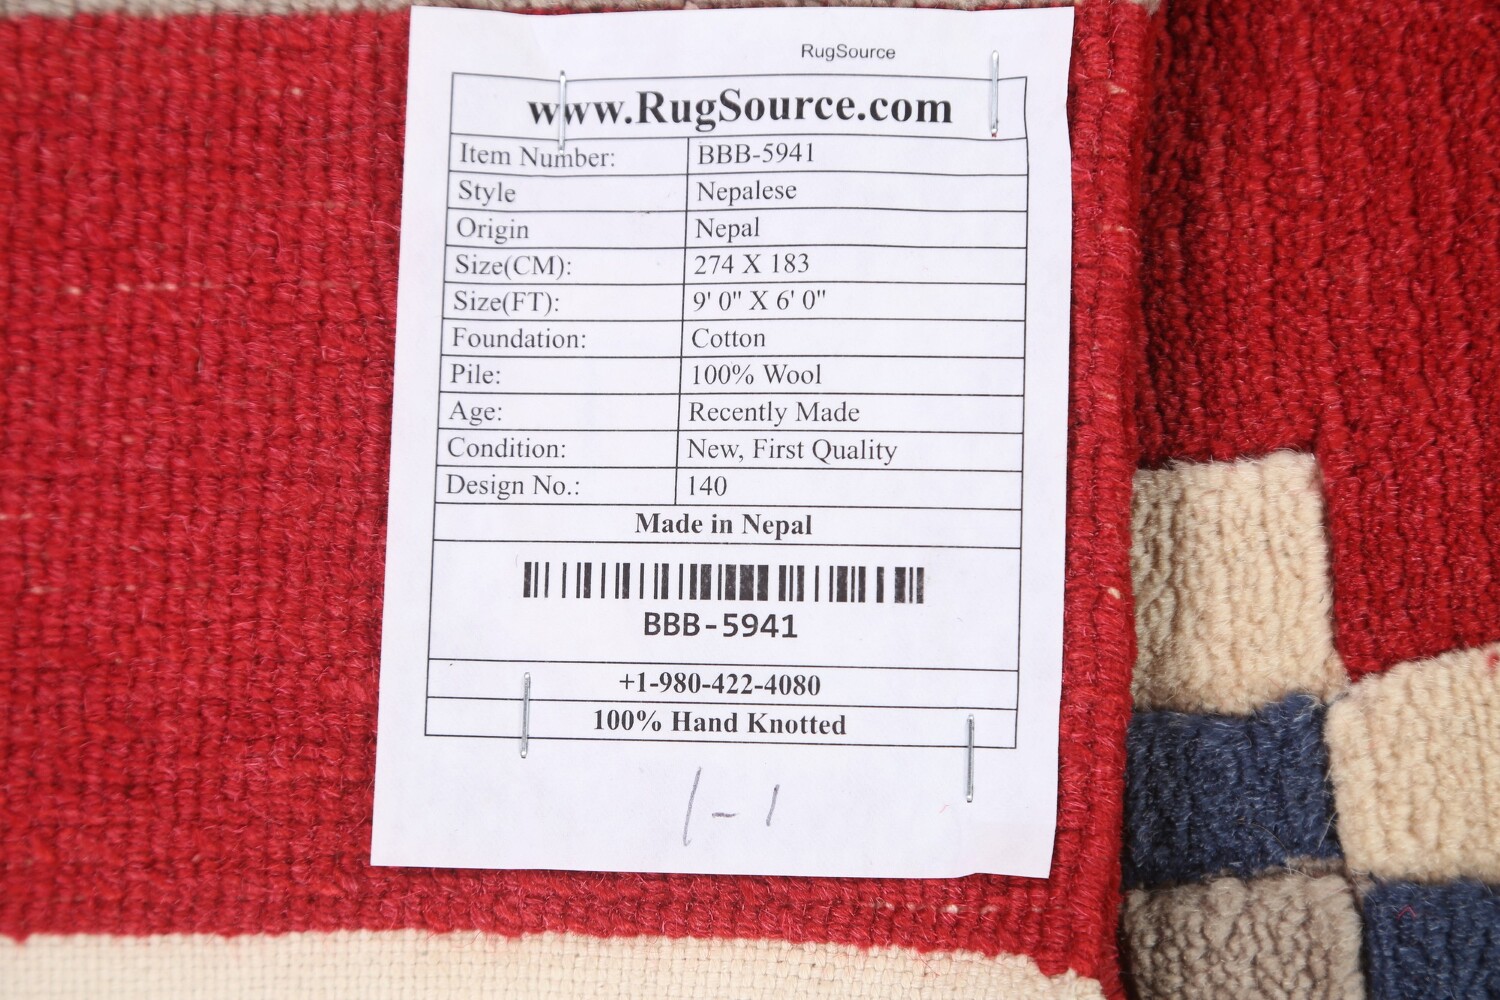 RugSource
www.RugSource.com
Item Number: BBB-5941
Style Nepalese
Origin Nepal
Size(CM): 274 X 183
Size(FT): 9' 0" X 6' 0"
Foundation: Cotton
Pile: 100% Wool
Age: Recently Made
Condition: New, First Quality
Design No.: 140
Made in Nepal
BBB-5941
+1-980-422-4080
100% Hand Knotted
1-1